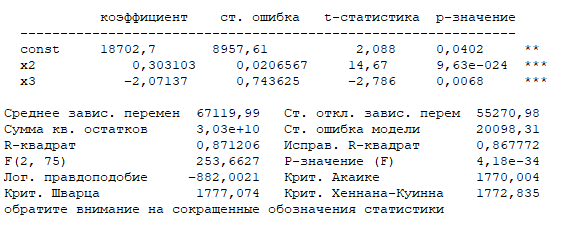 коэффициент ст. ошибка t-статистика p-значение
const 18702,7 8957,61 2,088 0,0402 **
x2 0,303103 0,0206567 14,67 9,63e-024 ***
x3 −2,07137 0,743625 −2,786 0,0068 ***
Среднее завис. перемен 67119,99 Ст. откл. завис. перем 55270,98
Сумма кв. остатков 3,03e+10 Ст. ошибка модели 20098,31
R-квадрат 0,871206 Исправ. R-квадрат 0,867772
F(2, 75) 253,6627 Р-значение (F) 4,18e-34
Лог. правдоподобие −882,0021 Крит. Акаике 1770,004
Крит. Шварца 1777,074 Крит. Хеннана-Куинна 1772,835
обратите внимание на сокращенные обозначения статистики